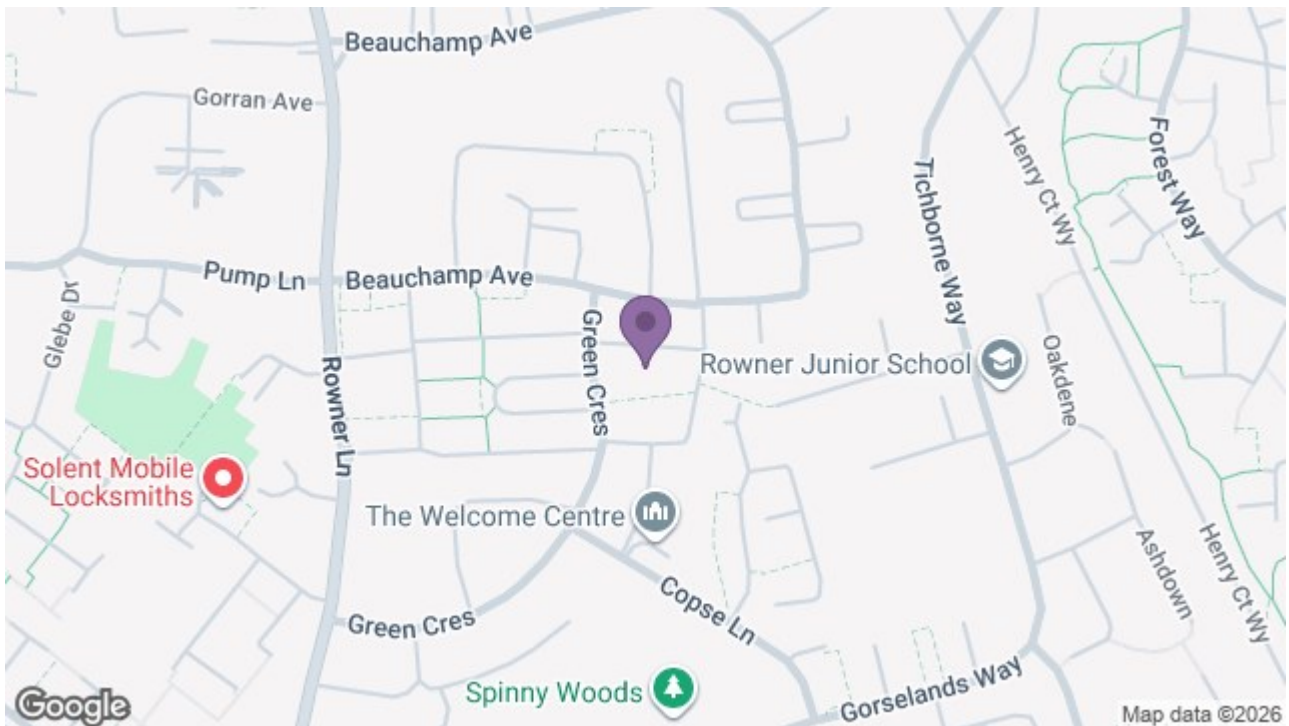 Beauchamp Ave
Gorran Ave
Henry Ct Wy
Forest Way
Tichborne Way
Pump Ln
Beauchamp Ave
Glebe Dr
Green Cres
Rowner Junior School
Oakdene
Rowner Ln
Solent Mobile
Locksmiths
The Welcome Centre
Henry Ct Wy
Ashdown
Copse Ln
Green Cres
Spinny Woods
Gorselands Way
Google
Map data ©2026